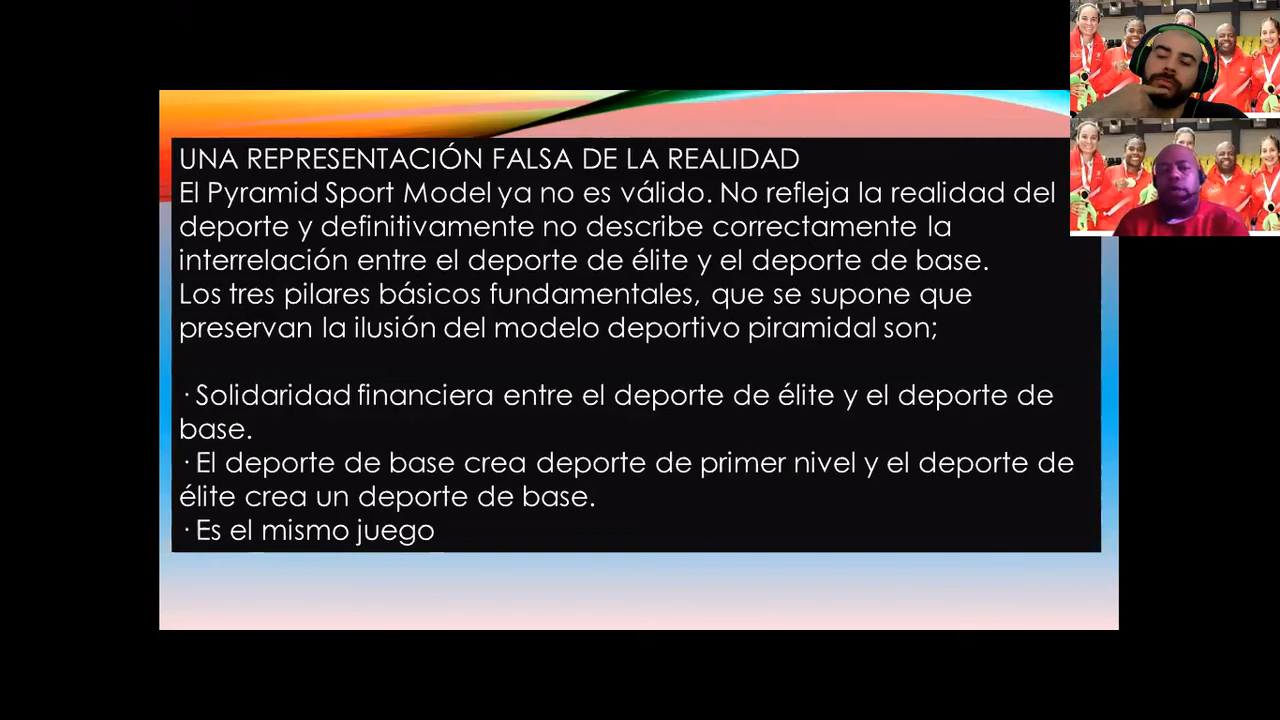 UNA REPRESENTACIÓN FALSA DE LA REALIDAD
El Pyramid Sport Model ya no es válido. No refleja la realidad del
deporte y definitivamente no describe correctamente la
interrelación entre el deporte de élite y el deporte de base.
Los tres pilares básicos fundamentales, que se supone que
preservan la ilusión del modelo deportivo piramidal son;
· Solidaridad financiera entre el deporte de élite y el deporte de
base.
· El deporte de base crea deporte de primer nivel y el deporte de
élite crea un deporte de base.
· Es el mismo juego